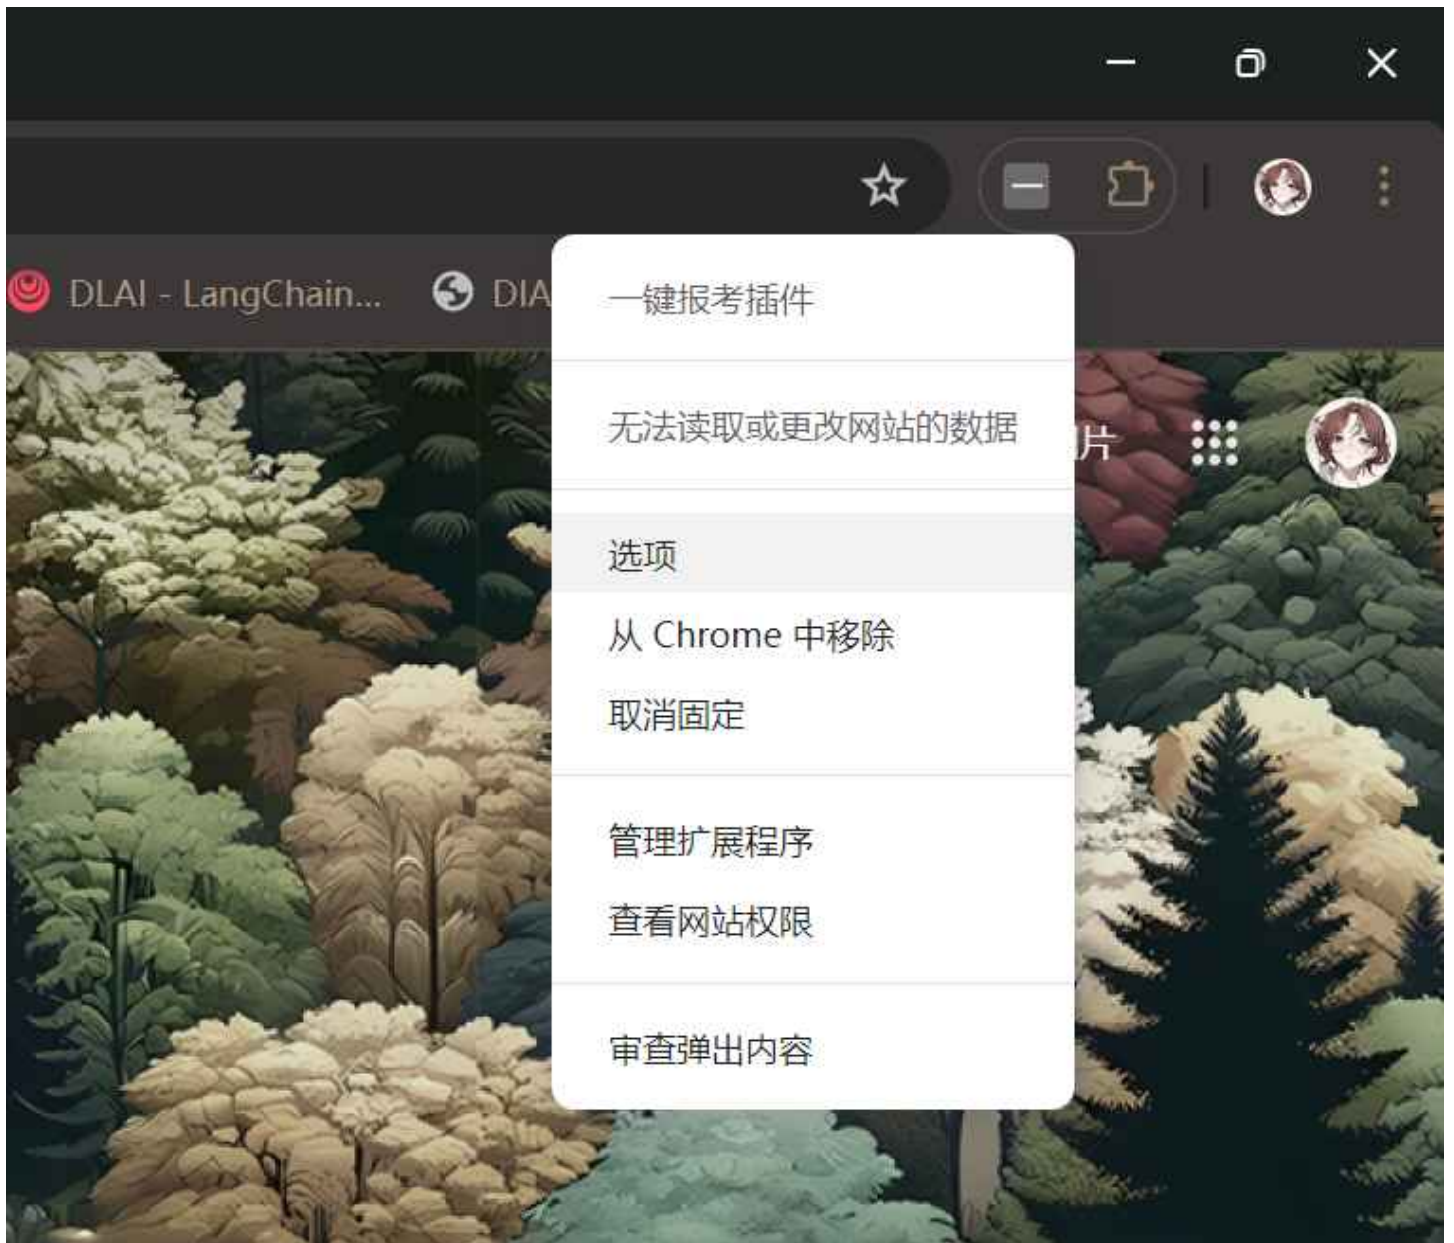 DLAI - LangChain...
DIA
一键报考插件
无法读取或更改网站的数据
片
选项
从 Chrome 中移除
取消固定
管理扩展程序
查看网站权限
审查弹出内容